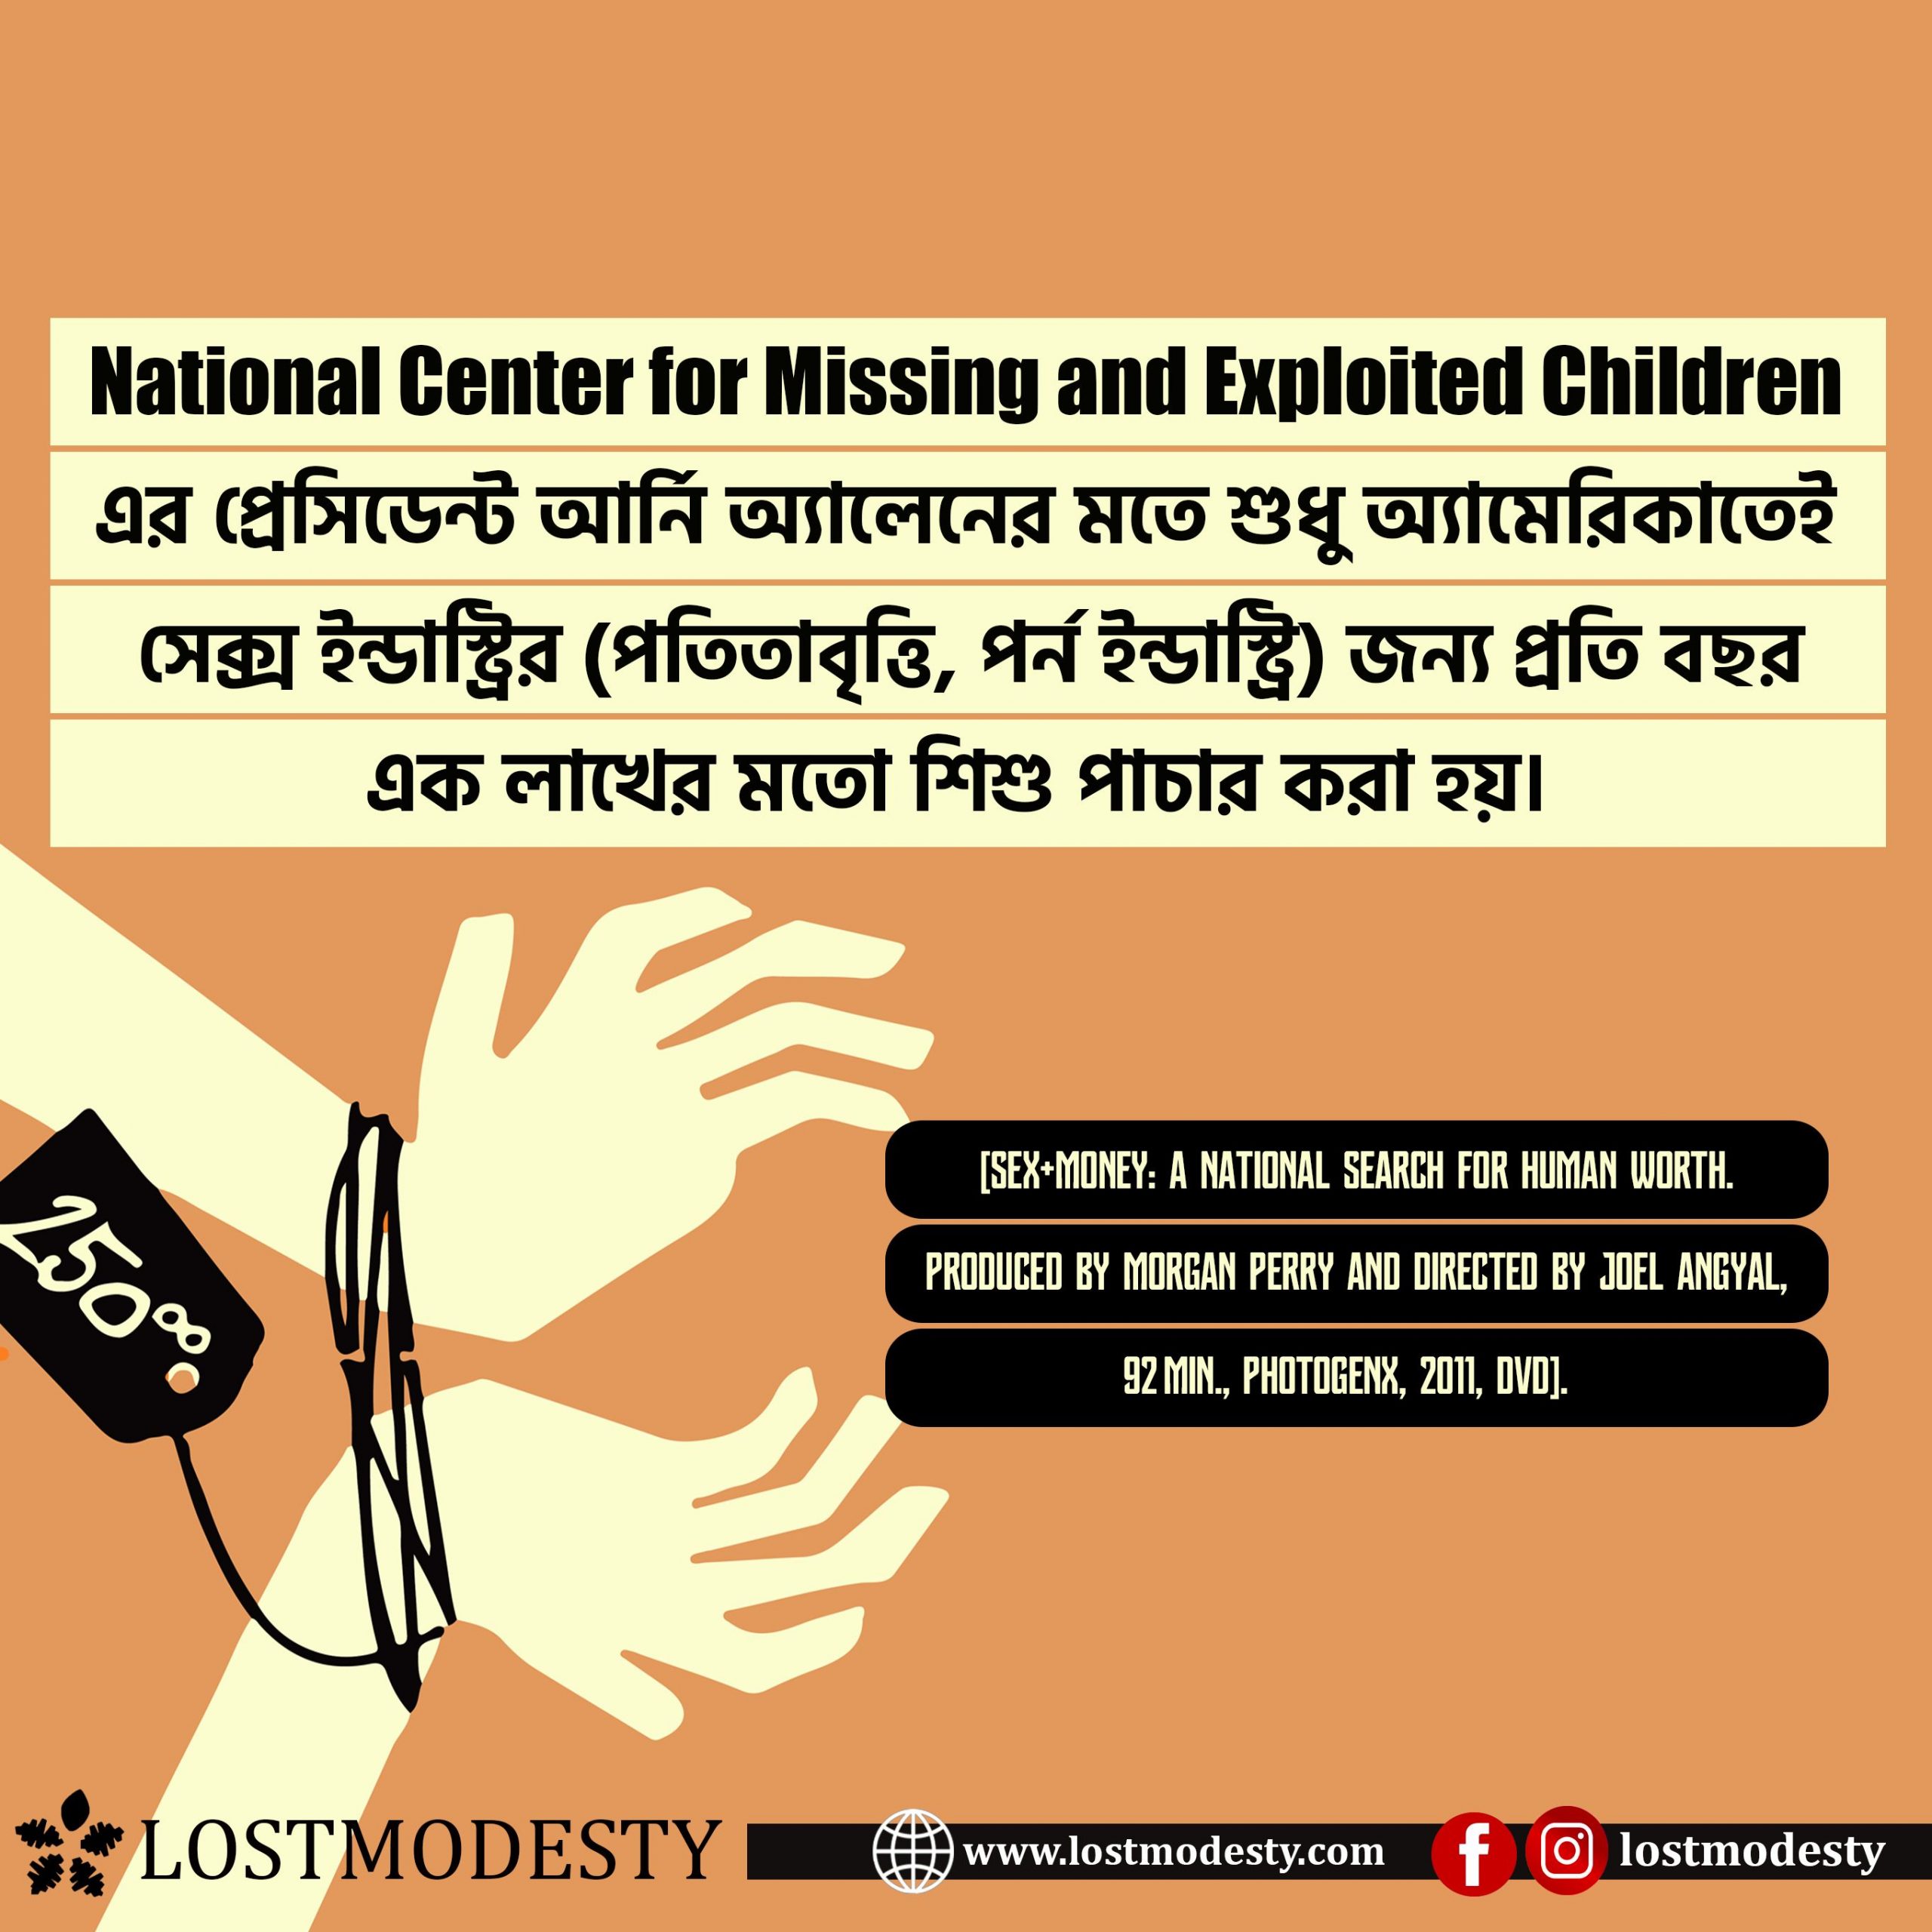 National Center for Missing and Exploited Children
এর প্রেসিডেন্ট আর্নি অ্যালেনের মতে শুধু অ্যামেরিকাতেই
সেক্স ইন্ডাস্ট্রির (পতিতাবৃত্তি, পর্ন ইন্ডাস্ট্রি) জন্য প্রতি বছর
এক লাখের মতো শিশু পাচার করা হয়।
[SEX+MONEY: A NATIONAL SEARCH FOR HUMAN WORTH.
PRODUCED BY MORGAN PERRY AND DIRECTED BY JOEL ANGYAL,
92 MIN., PHOTOGENX, 2011, DVD].
LOSTMODESTY
www.lostmodesty.com
lostmodesty